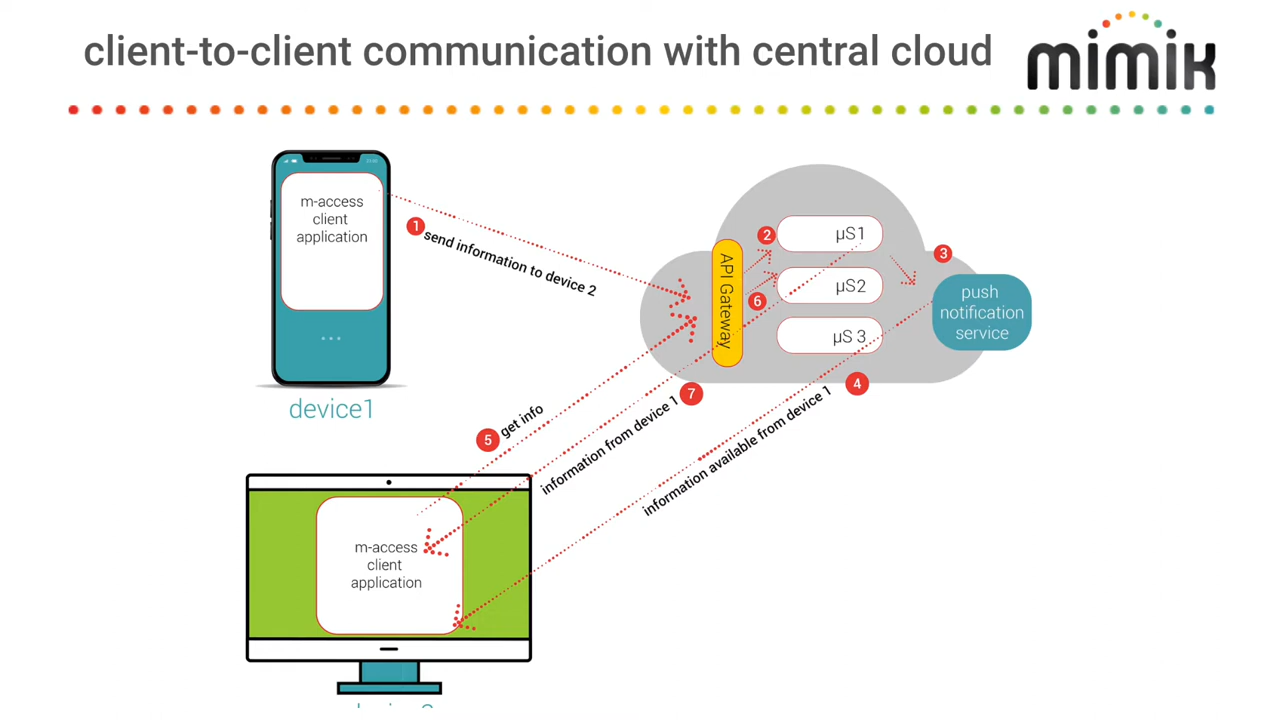 client-to-client communication with central cloud
mimik
m-access
client
application
device1
1
send information to device 2
API Gateway
2
µS1
6
µS2
µS 3
3
push
notification
service
4
information available from device 1
5
get info
7
information from device 1
m-access
client
application